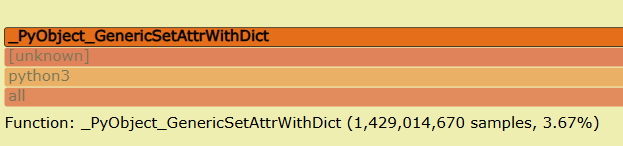 _PyObject_GenericSetAttrWithDict
[unknown]
python3
all
Function: _PyObject_GenericSetAttrWithDict (1,429,014,670 samples, 3.67%)